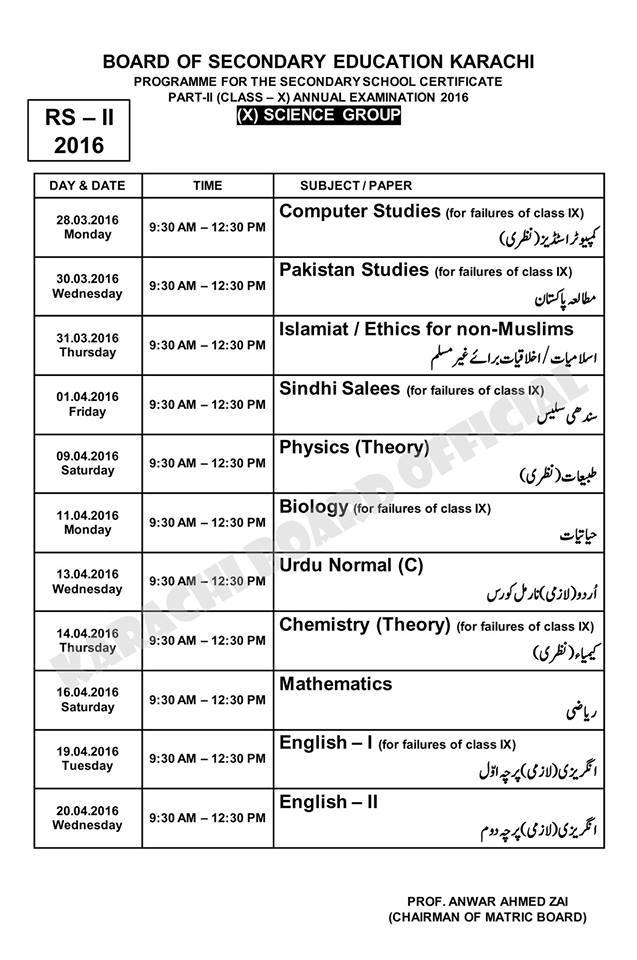 BOARD OF SECONDARY EDUCATION KARACHI
PROGRAMME FOR THE SECONDARY SCHOOL CERTIFICATE
PART-II (CLASS – X) ANNUAL EXAMINATION 2016
(X) SCIENCE GROUP
RS – II
2016
DAY & DATE TIME SUBJECT / PAPER
28.03.2016
Monday
9:30 AM – 12:30 PM
Computer Studies (for failures of class IX)
کمپیوٹر اسٹڈیز (نظری)
30.03.2016
Wednesday
9:30 AM – 12:30 PM
Pakistan Studies (for failures of class IX)
مطالعہ پاکستان
31.03.2016
Thursday
9:30 AM – 12:30 PM
Islamiat / Ethics for non-Muslims
اسلامیات / اخلاقیات برائے غیر مسلم
01.04.2016
Friday
9:30 AM – 12:30 PM
Sindhi Salees (for failures of class IX)
سندھی سلیس
09.04.2016
Saturday
9:30 AM – 12:30 PM
Physics (Theory)
طبیعات (نظری)
11.04.2016
Monday
9:30 AM – 12:30 PM
Biology (for failures of class IX)
حیاتیات
13.04.2016
Wednesday
9:30 AM – 12:30 PM
Urdu Normal (C)
اُردو (لازمی) نارمل کورس
14.04.2016
Thursday
9:30 AM – 12:30 PM
Chemistry (Theory) (for failures of class IX)
کیمیاء (نظری)
16.04.2016
Saturday
9:30 AM – 12:30 PM
Mathematics
ریاضی
19.04.2016
Tuesday
9:30 AM – 12:30 PM
English – I (for failures of class IX)
انگریزی (لازمی) پرچہ اوّل
20.04.2016
Wednesday
9:30 AM – 12:30 PM
English – II
انگریزی (لازمی) پرچہ دوم
KARACHI BOARD OFFICIAL
PROF. ANWAR AHMED ZAI
(CHAIRMAN OF MATRIC BOARD)